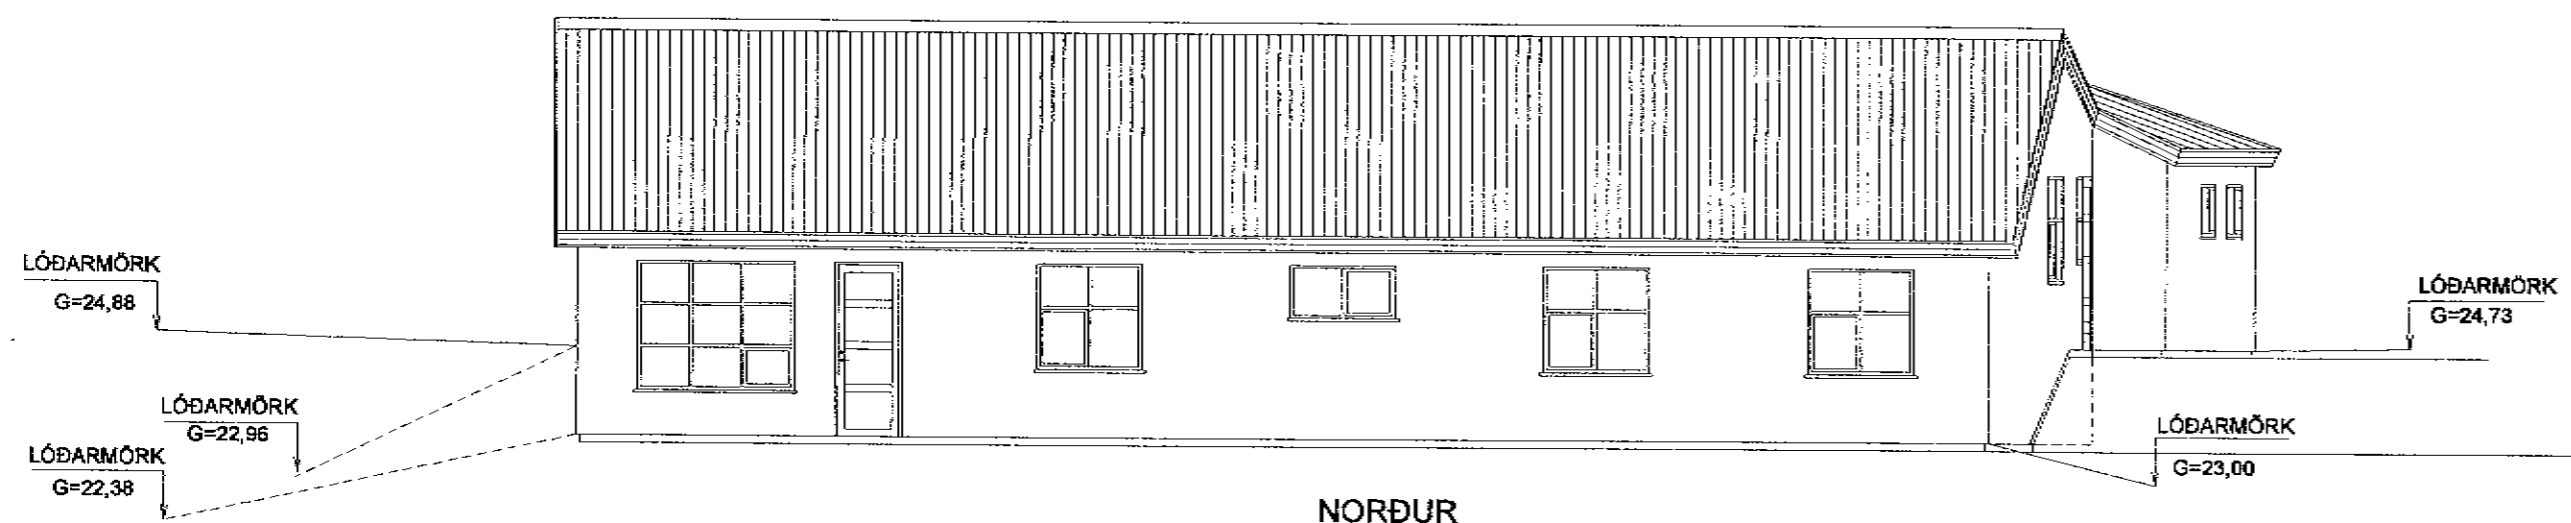 LÓÐARMÖRK
G=24,88
LÓÐARMÖRK
G=22,96
LÓÐARMÖRK
G=22,38
LÓÐARMÖRK
G=24,73
LÓÐARMÖRK
G=23,00
NORÐUR